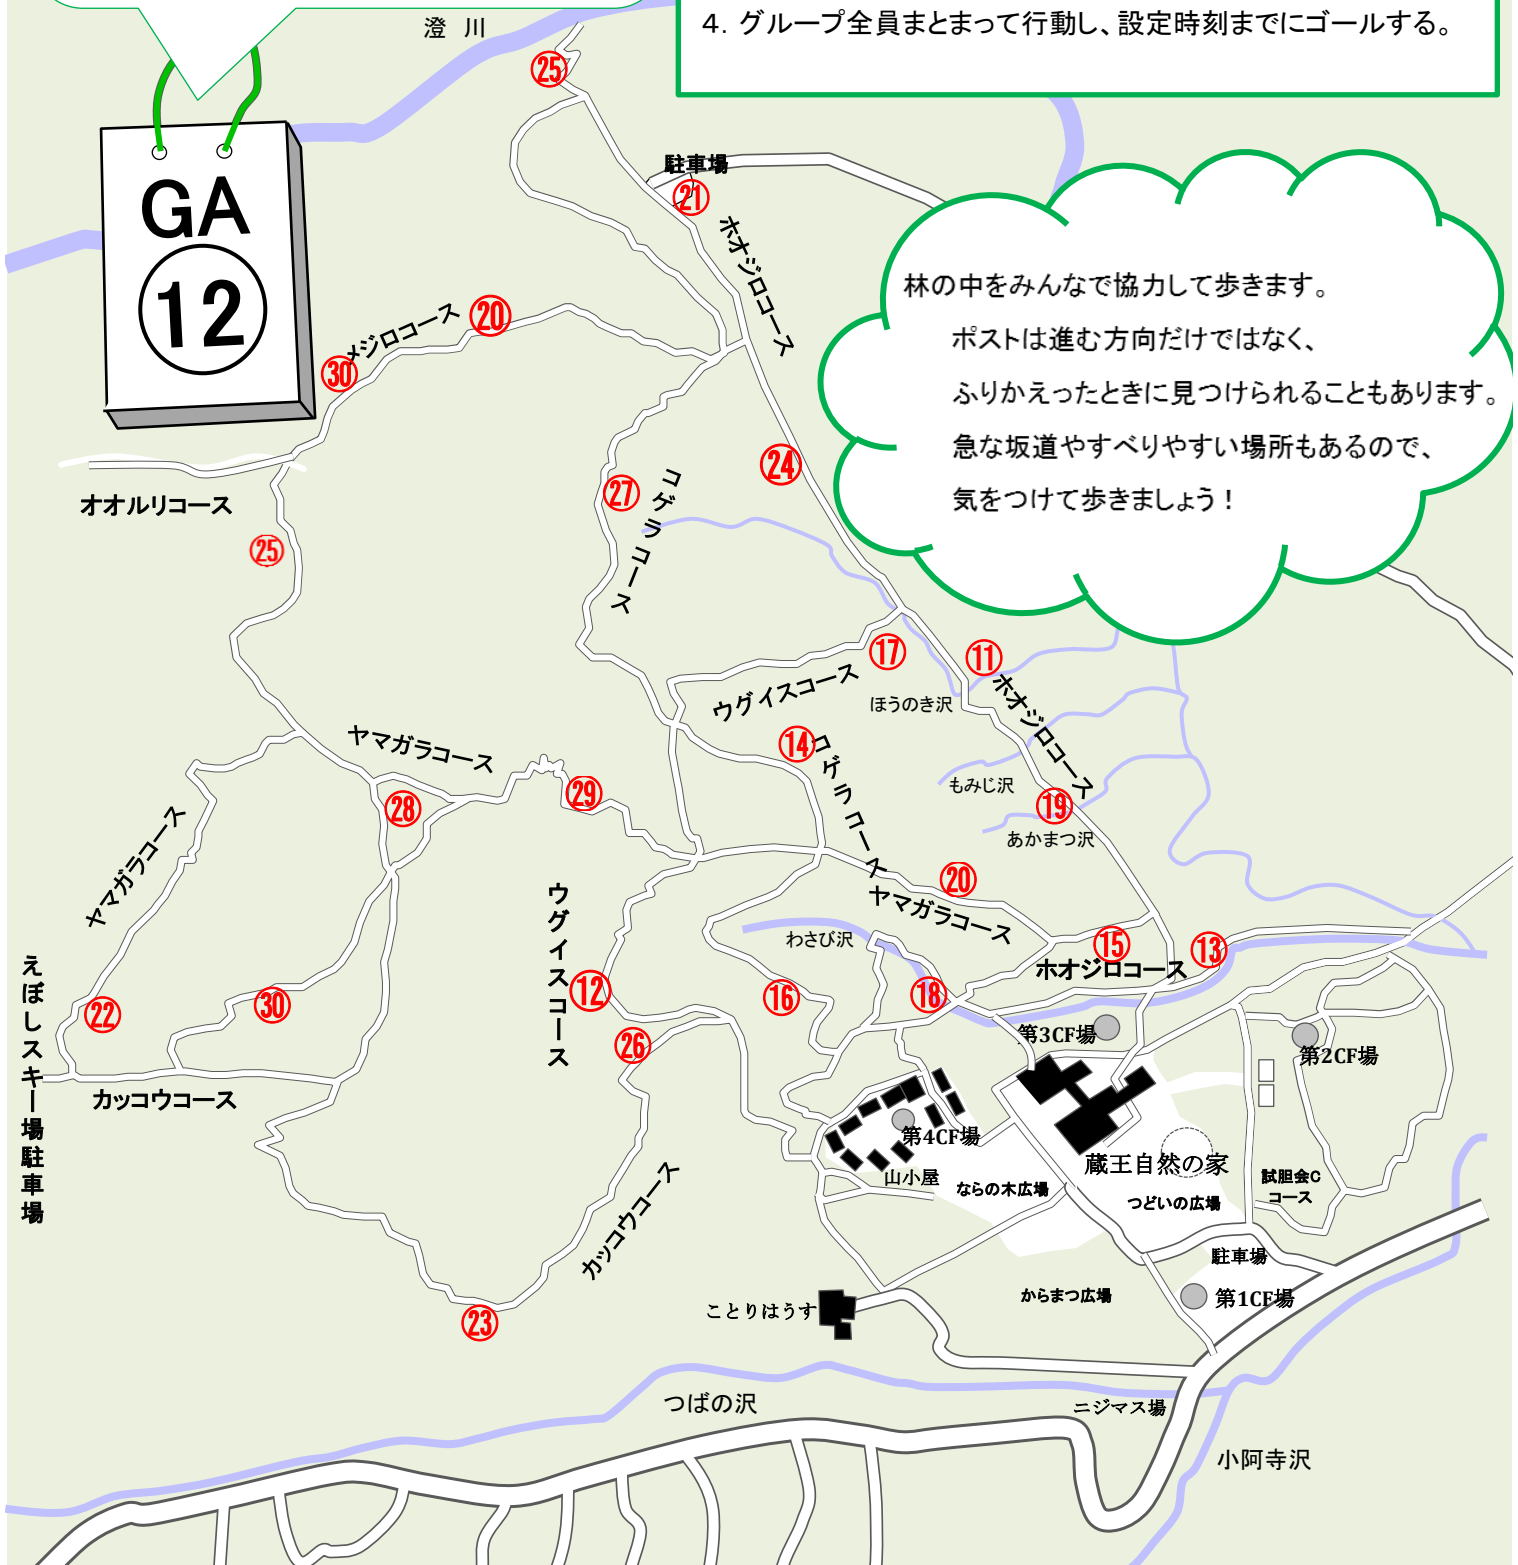 4. グループ全員まとまって行動し、設定時刻までにゴールする。
澄 川
㉕
駐車場
㉑
GA
⑫
ホオジロコース
林の中をみんなで協力して歩きます。
ポストは進む方向だけではなく、
ふりかえったときに見つけられることもあります。
急な坂道やすべりやすい場所もあるので、
気をつけて歩きましょう！
メジロコース
⑳
㉚
㉔
オオルリコース
㉗
コゲラコース
㉕
⑰
⑪
ウグイスコース
ほうのき沢
ホオジロコース
ヤマガラコース
⑭
コゲラコース
もみじ沢
㉘
㉙
⑲
あかまつ沢
ヤマガラコース
⑳
ヤマガラコース
ウグイスコース
わさび沢
⑮
⑬
ホオジロコース
えぼしスキー場駐車場
㉒
㉚
⑫
⑯
⑱
㉖
第3CF場
第2CF場
カッコウコース
第4CF場
蔵王自然の家
山小屋
ならの木広場
つどいの広場
試胆会C
コース
カッコウコース
駐車場
からまつ広場
第1CF場
ことりはうす
㉓
つばの沢
ニジマス場
小阿寺沢